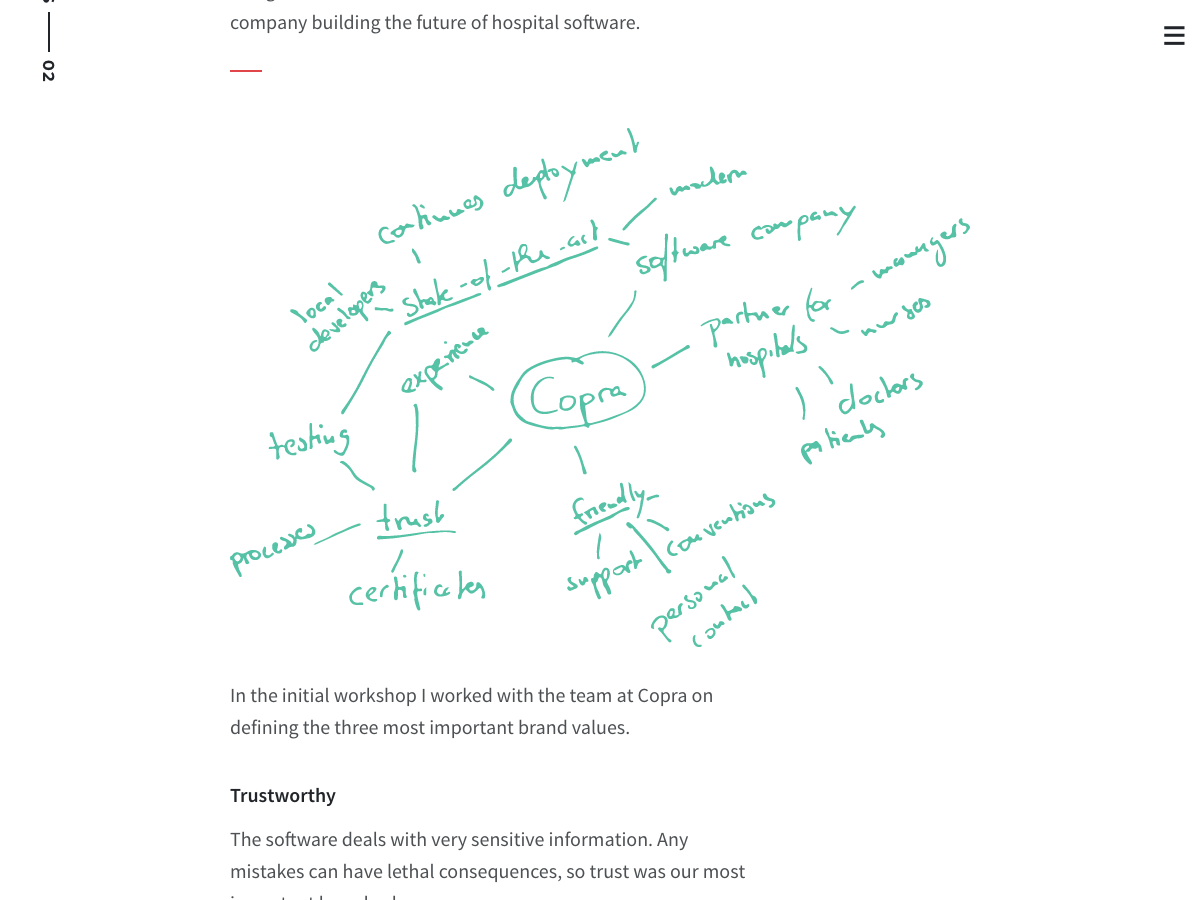 company building the future of hospital software.
02
continues deployment
modern
state-of-the-art
software company
local
developers
managers
partner for
hospitals
nurses
experience
Copra
doctors
patients
testing
trust
friendly
conventions
processes
support
certificates
personal
contact
In the initial workshop I worked with the team at Copra on
defining the three most important brand values.
Trustworthy
The software deals with very sensitive information. Any
mistakes can have lethal consequences, so trust was our most